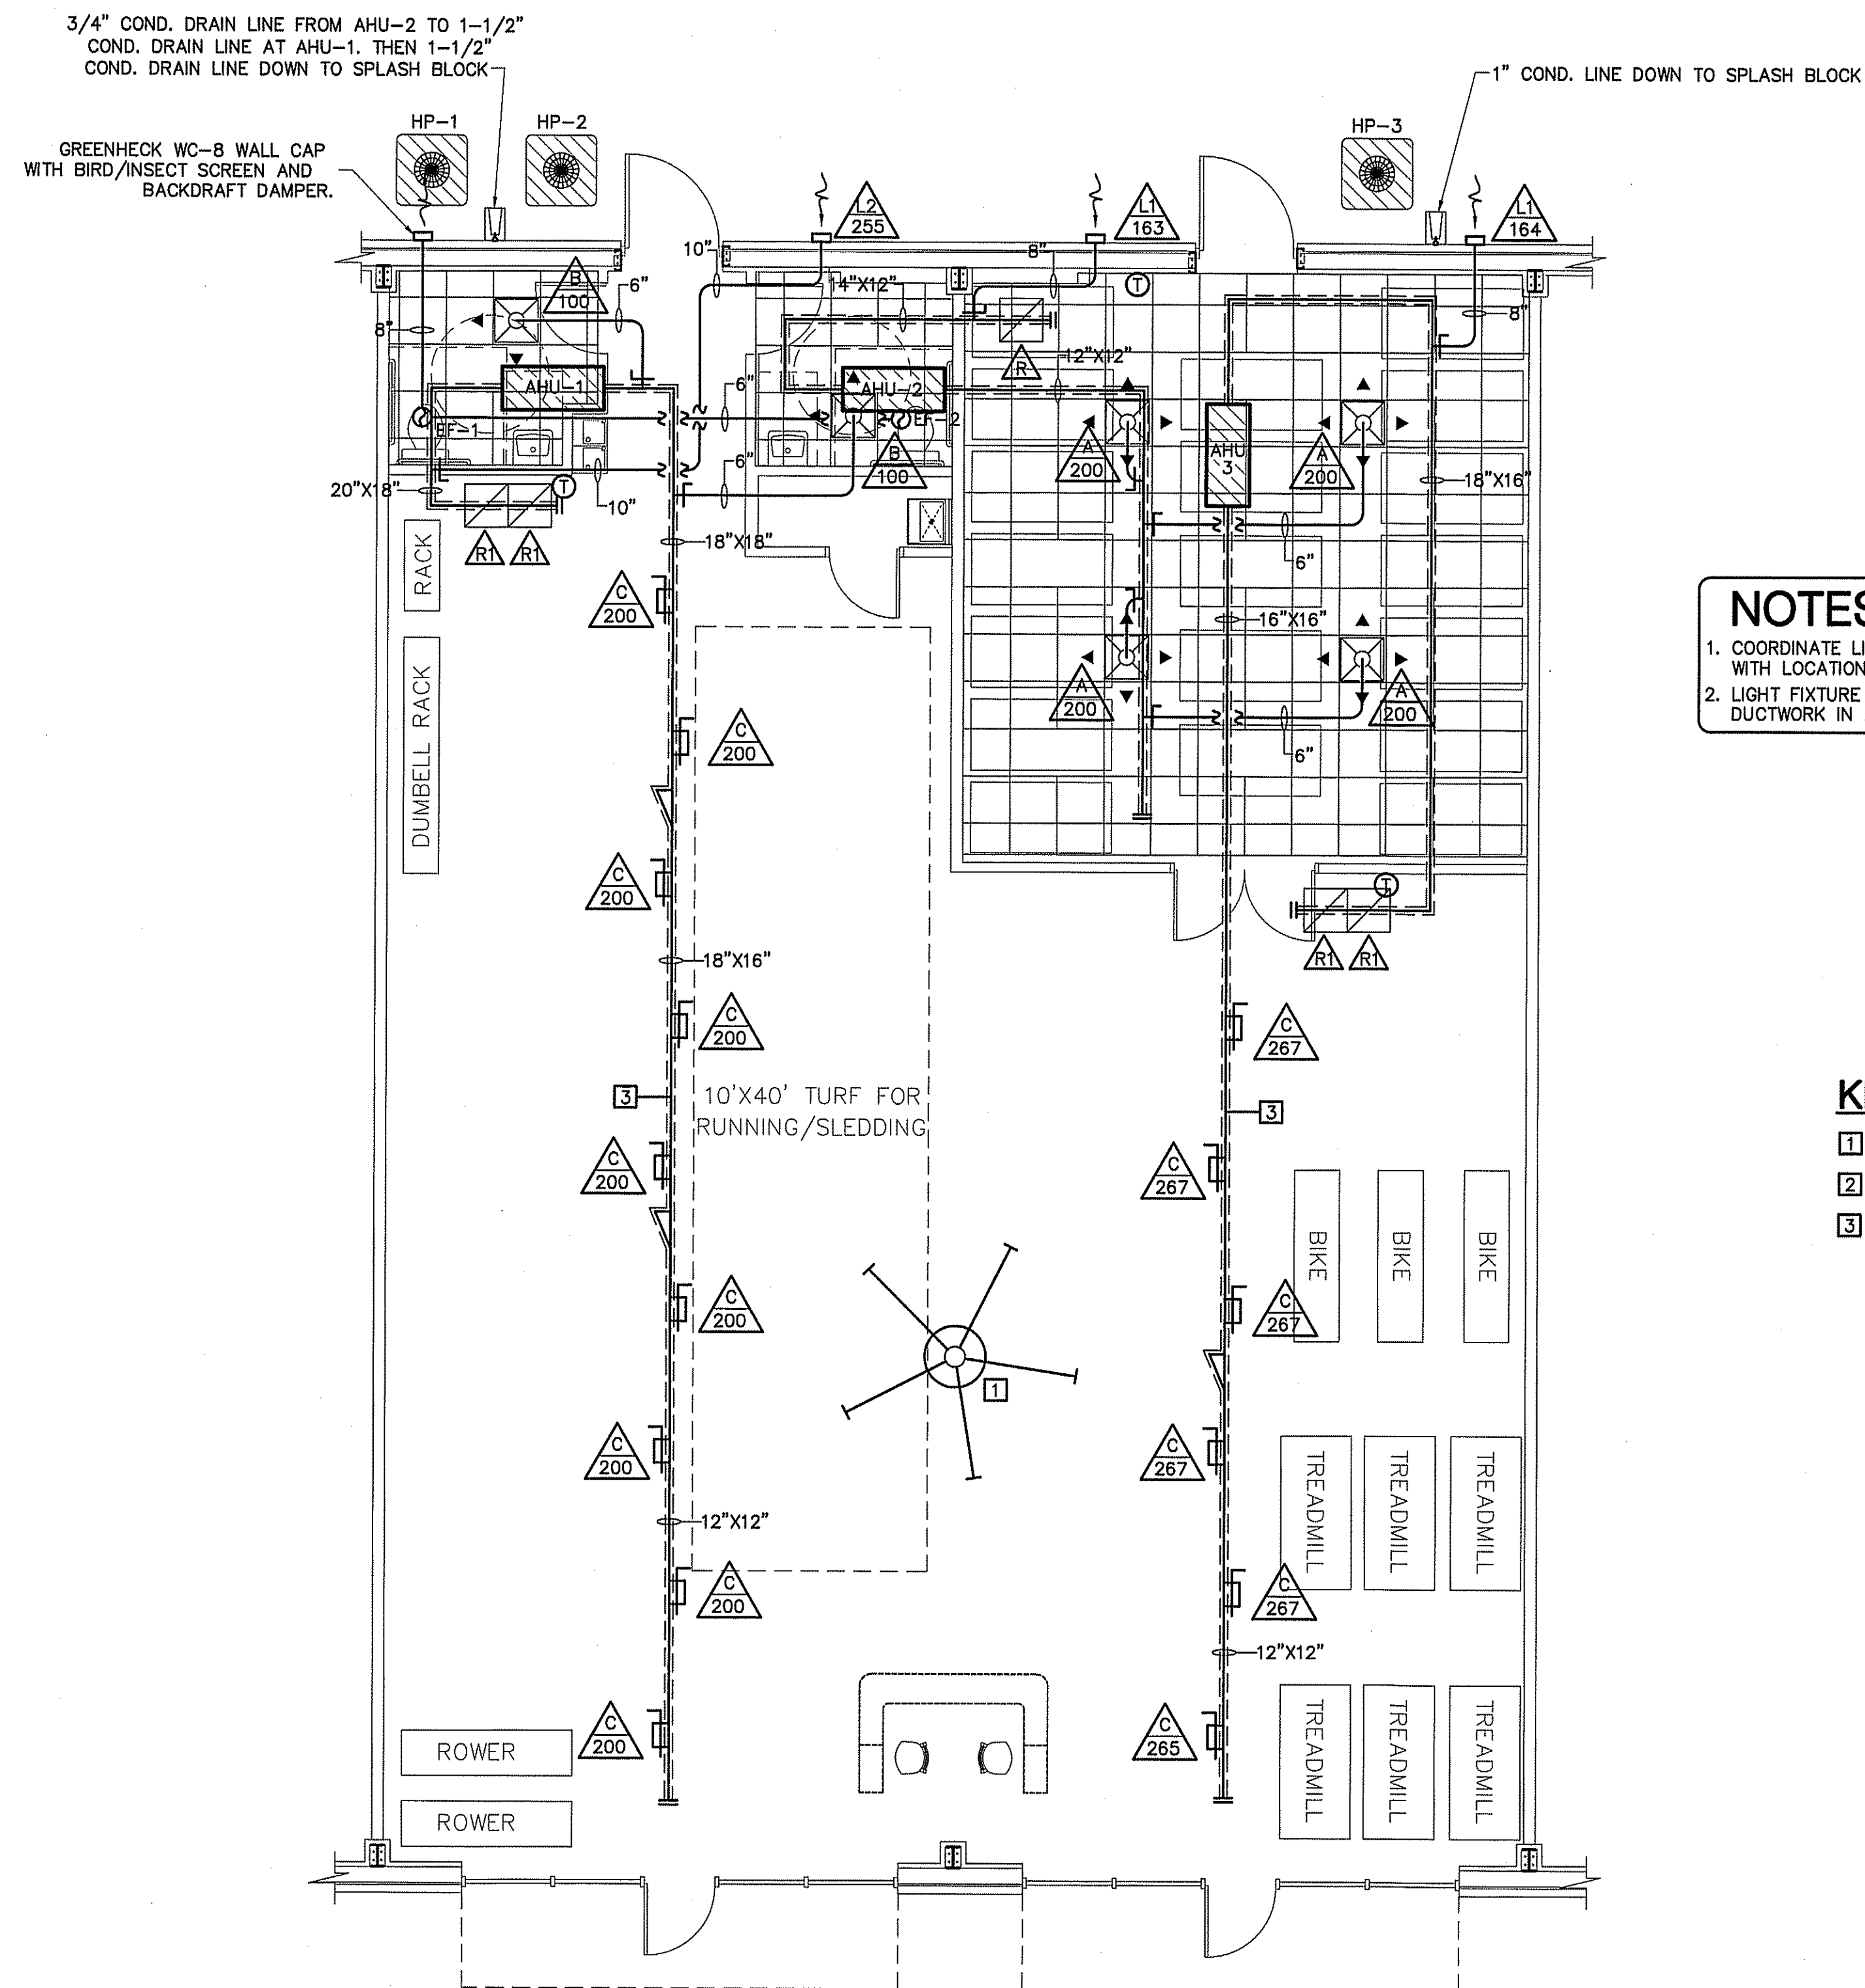 3/4" COND. DRAIN LINE FROM AHU-2 TO 1-1/2"
COND. DRAIN LINE AT AHU-1. THEN 1-1/2"
COND. DRAIN LINE DOWN TO SPLASH BLOCK
1" COND. LINE DOWN TO SPLASH BLOCK
HP-1
HP-2
HP-3
GREENHECK WC-8 WALL CAP
WITH BIRD/INSECT SCREEN AND
BACKDRAFT DAMPER.
L2
255
L1
163
L1
164
10"
8"
B
100
6"
4"X12"
T
8"
8"
R
12"X12"
AHU-1
6"
AHU-2
EF-1
EF-2
A
200
AHU
3
A
200
B
100
6"
20"X18"
T
10"
18"X16"
R1
R1
18"X18"
6"
RACK
C
200
16"X16"
NOTES
1. COORDINATE LI
WITH LOCATION
2. LIGHT FIXTURE
DUCTWORK IN
DUMBELL RACK
A
200
A
200
C
200
6"
C
200
T
18"X16"
R1
R1
C
200
C
267
K
1
2
3
3
10'X40' TURF FOR
RUNNING/SLEDDING
3
C
200
C
267
BIKE
BIKE
BIKE
C
200
C
267
1
C
200
C
267
TREADMILL
TREADMILL
TREADMILL
12"X12"
C
200
C
267
12"X12"
C
200
C
265
TREADMILL
TREADMILL
TREADMILL
ROWER
ROWER